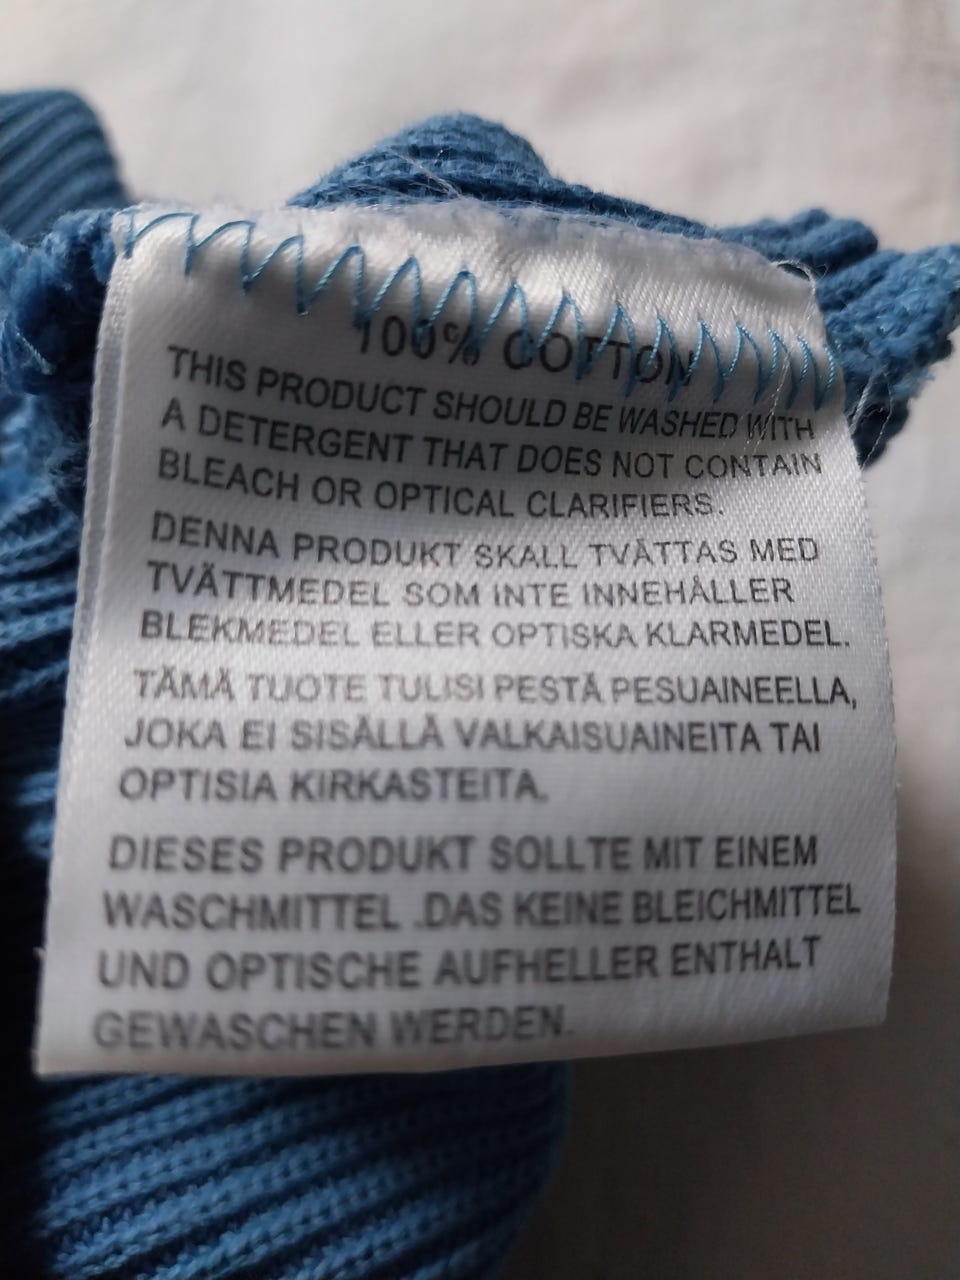 100% COTTON
THIS PRODUCT SHOULD BE WASHED WITH
A DETERGENT THAT DOES NOT CONTAIN
BLEACH OR OPTICAL CLARIFIERS.
DENNA PRODUKT SKALL TVÄTTAS MED
TVÄTTMEDEL SOM INTE INNEHÅLLER
BLEKMEDEL ELLER OPTISKA KLARMEDEL.
TÄMÄ TUOTE TULISI PESTÄ PESUAINEELLA,
JOKA EI SISÄLLÄ VALKAISUAINEITA TAI
OPTISIA KIRKASTEITA.
DIESES PRODUKT SOLLTE MIT EINEM
WASCHMITTEL .DAS KEINE BLEICHMITTEL
UND OPTISCHE AUFHELLER ENTHALT
GEWASCHEN WERDEN.